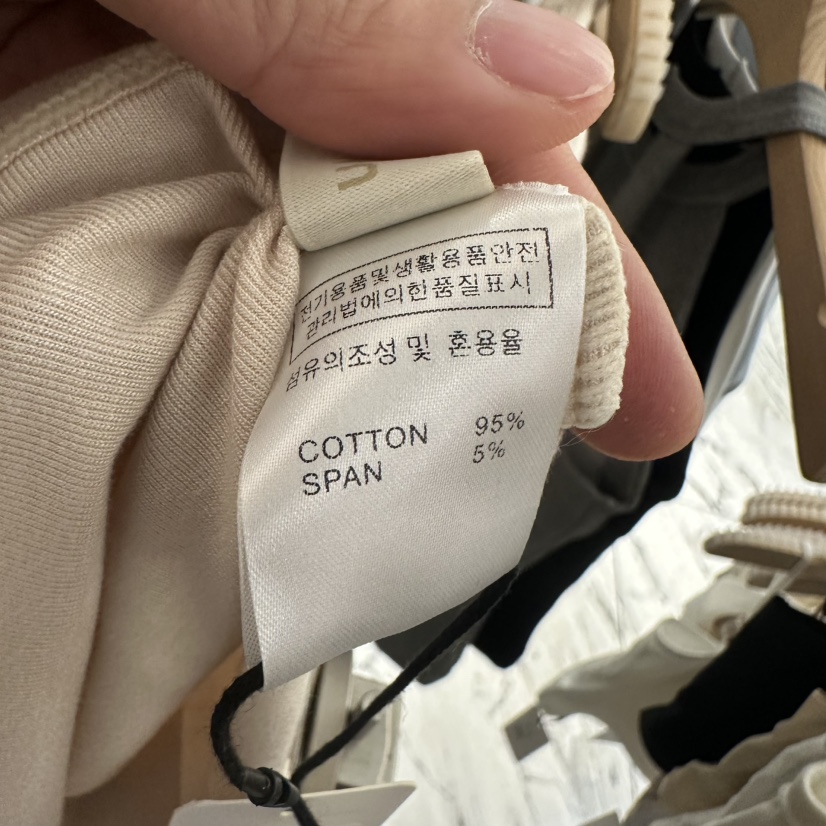 전기용품및생활용품안전
관리법에의한품질표시
섬유의조성 및 혼용율
COTTON 95%
SPAN 5%